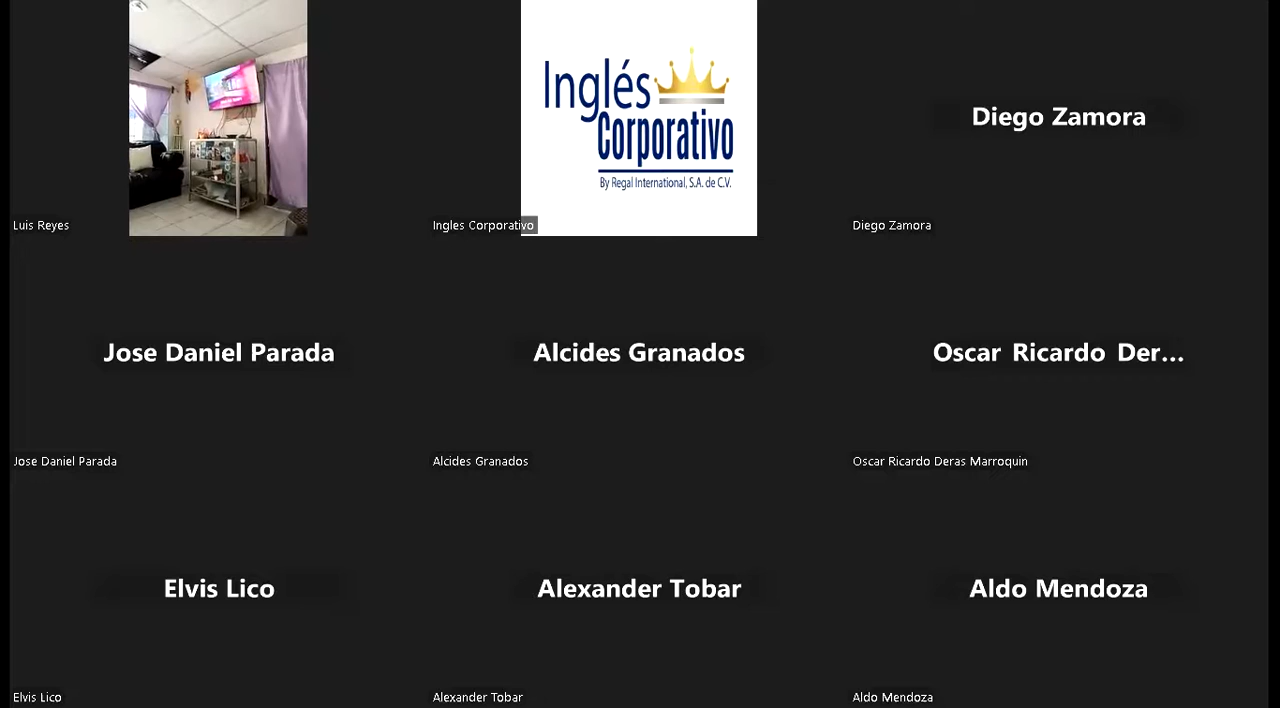 Inglés
Corporativo
By Regal International, S.A. de C.V.
Diego Zamora
Luis Reyes
Ingles Corporativo
Diego Zamora
Jose Daniel Parada
Alcides Granados
Oscar Ricardo Der...
Jose Daniel Parada
Alcides Granados
Oscar Ricardo Deras Marroquin
Elvis Lico
Alexander Tobar
Aldo Mendoza
Elvis Lico
Alexander Tobar
Aldo Mendoza